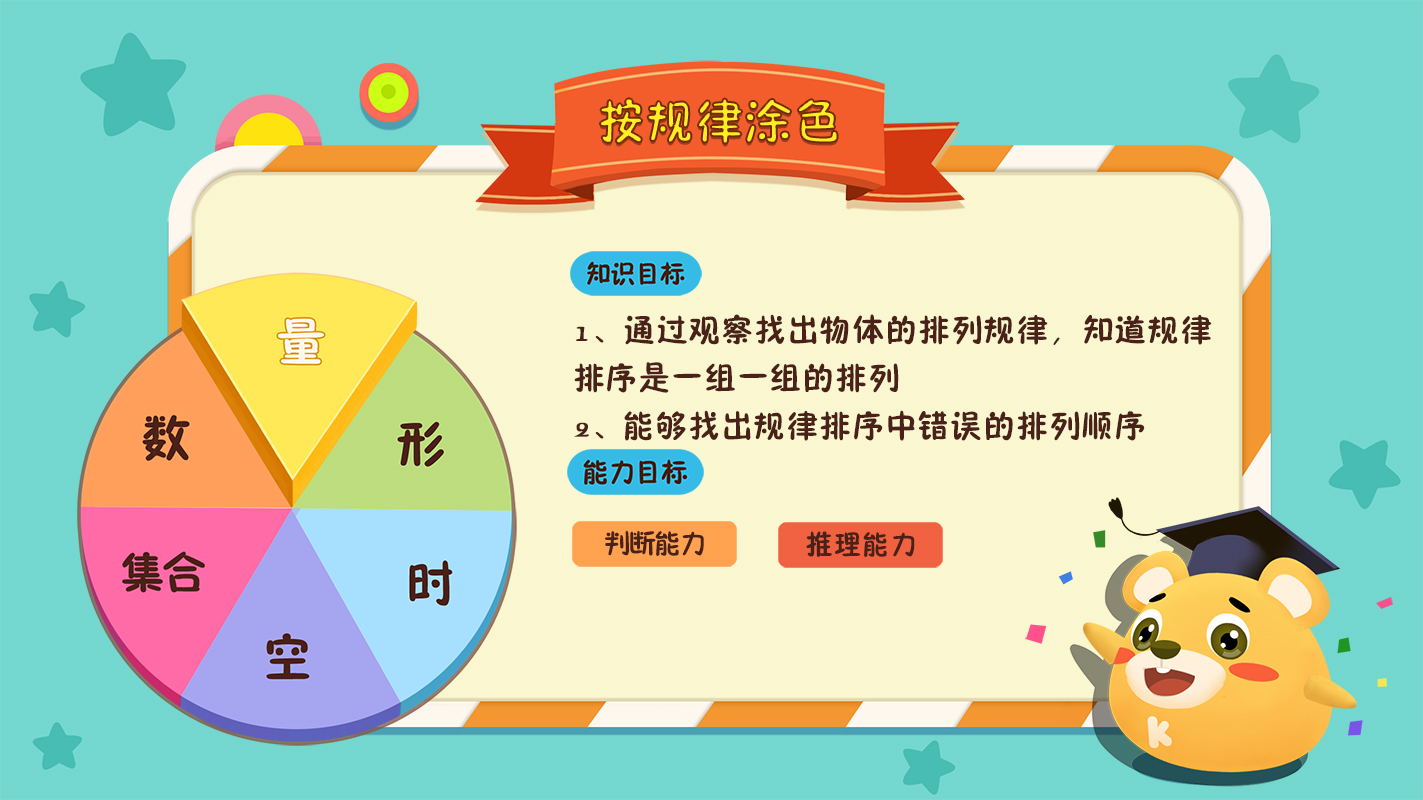 按规律涂色
知识目标
1、通过观察找出物体的排列规律，知道规律
排序是一组一组的排列
2、能够找出规律排序中错误的排列顺序
能力目标
判断能力
推理能力
量
数
形
集合
时
空
K